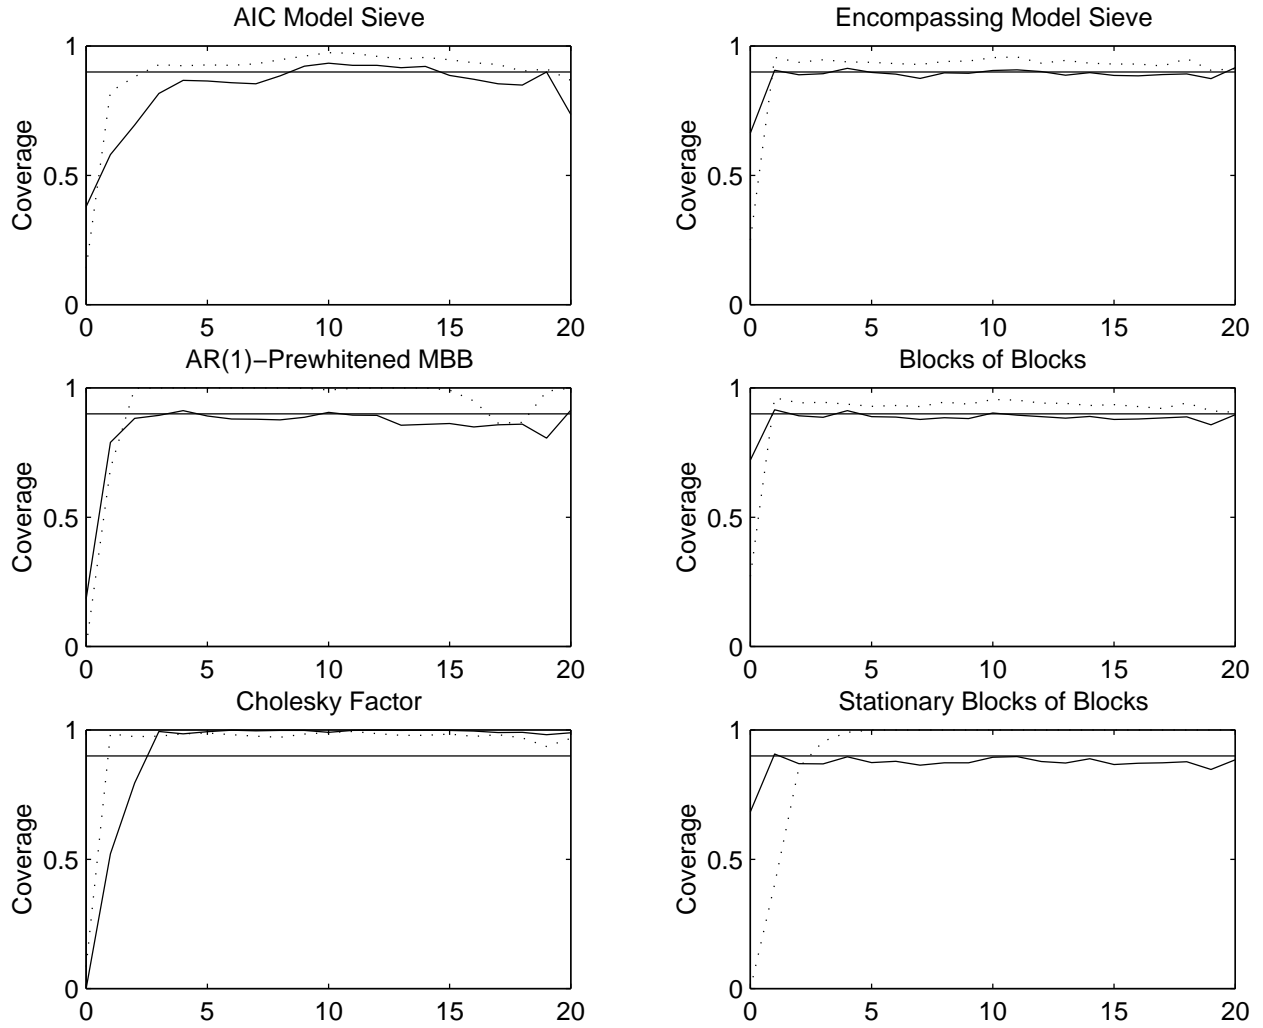 AIC Model Sieve
Coverage
1
0.5
0
0 5 10 15 20
Encompassing Model Sieve
Coverage
1
0.5
0
0 5 10 15 20
AR(1)−Prewhitened MBB
Coverage
1
0.5
0
0 5 10 15 20
Blocks of Blocks
Coverage
1
0.5
0
0 5 10 15 20
Cholesky Factor
Coverage
1
0.5
0
0 5 10 15 20
Stationary Blocks of Blocks
Coverage
1
0.5
0
0 5 10 15 20